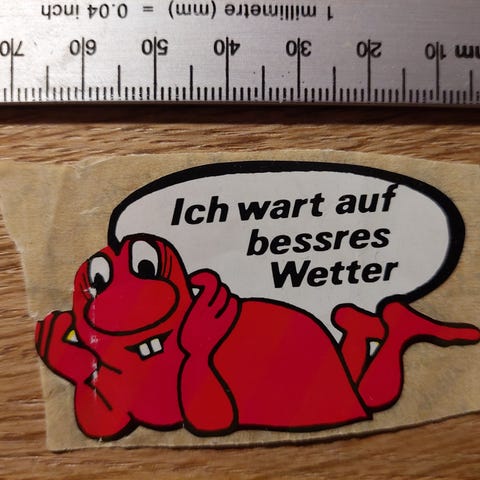 1 millimetre (mm) = 0.04 inch
mm 10 20 30 40 50 60 70
Ich wart auf
bessres
Wetter